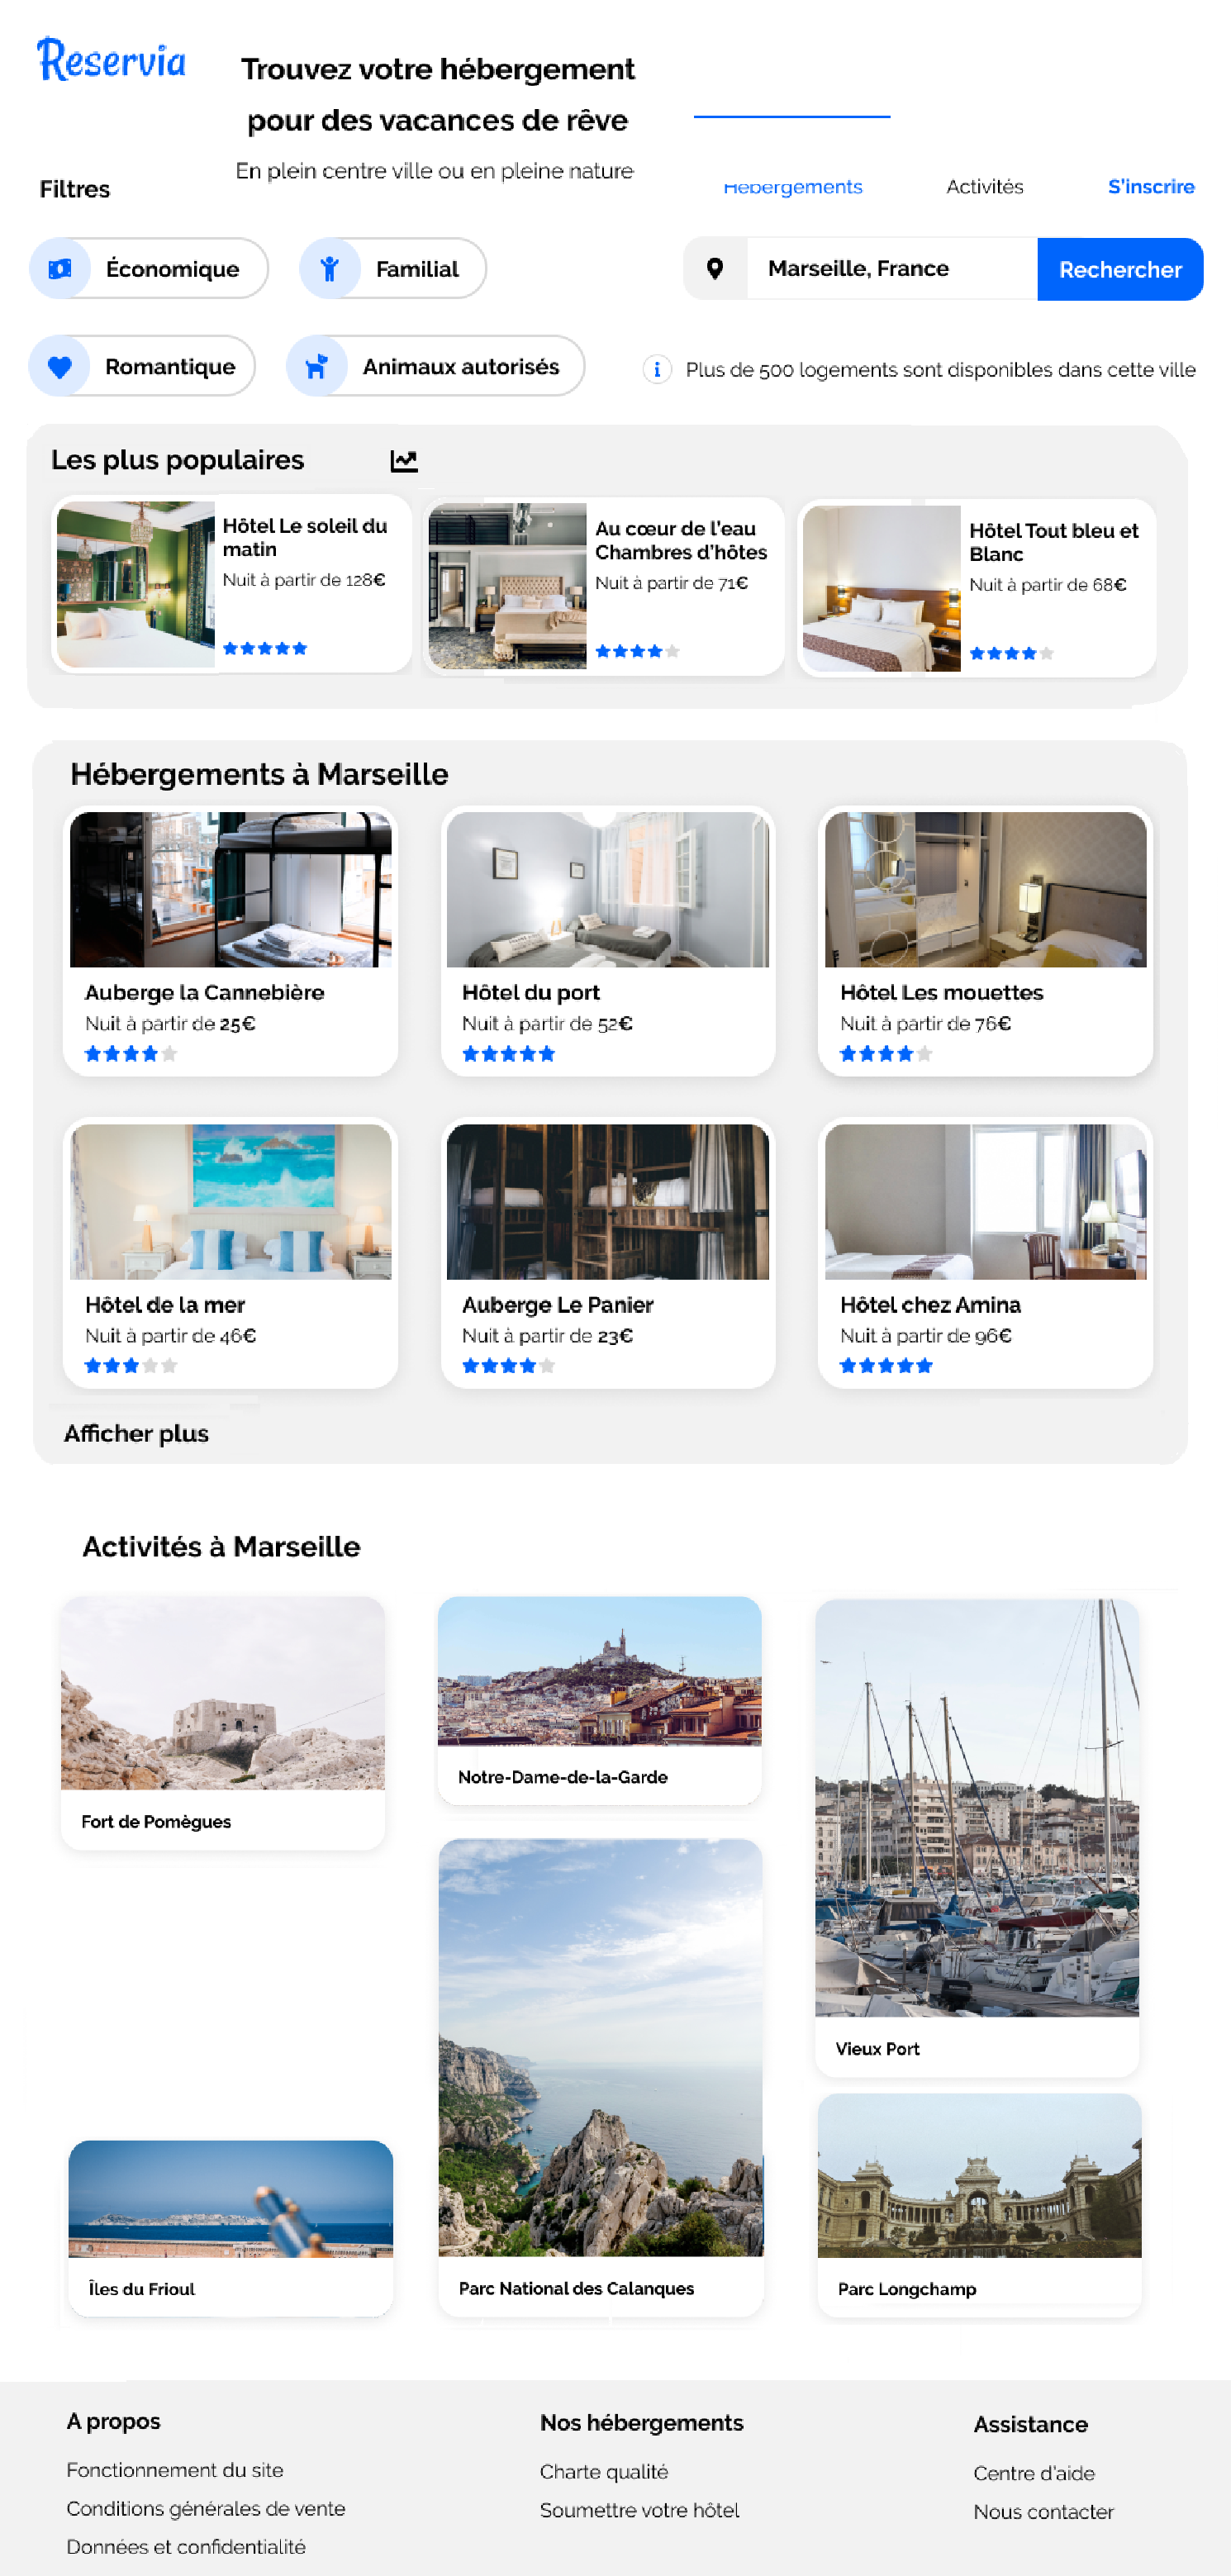 Reservia
Trouvez votre hébergement
pour des vacances de rêve
En plein centre ville ou en pleine nature
Filtres
Hébergements
Activités
S'inscrire
Économique
Familial
Marseille, France
Rechercher
Romantique
Animaux autorisés
Plus de 500 logements sont disponibles dans cette ville
Les plus populaires
Hôtel Le soleil du
matin
Nuit à partir de 128€
Au cœur de l'eau
Chambres d'hôtes
Nuit à partir de 71€
Hôtel Tout bleu et
Blanc
Nuit à partir de 68€
Hébergements à Marseille
Auberge la Cannebière
Nuit à partir de 25€
Hôtel du port
Nuit à partir de 52€
Hôtel Les mouettes
Nuit à partir de 76€
Hôtel de la mer
Nuit à partir de 46€
Auberge Le Panier
Nuit à partir de 23€
Hôtel chez Amina
Nuit à partir de 96€
Afficher plus
Activités à Marseille
Fort de Pomègues
Notre-Dame-de-la-Garde
Vieux Port
Îles du Frioul
Parc National des Calanques
Parc Longchamp
A propos
Fonctionnement du site
Conditions générales de vente
Données et confidentialité
Nos hébergements
Charte qualité
Soumettre votre hôtel
Assistance
Centre d'aide
Nous contacter